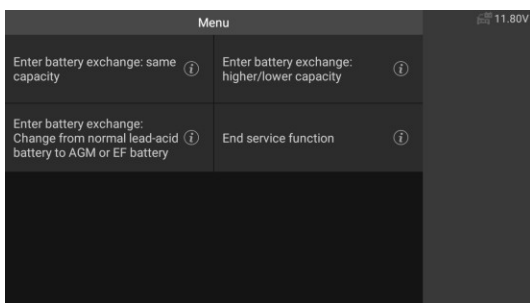 Menu
11.80V
Enter battery exchange: same
capacity
Enter battery exchange:
higher/lower capacity
Enter battery exchange:
Change from normal lead-acid
battery to AGM or EF battery
End service function